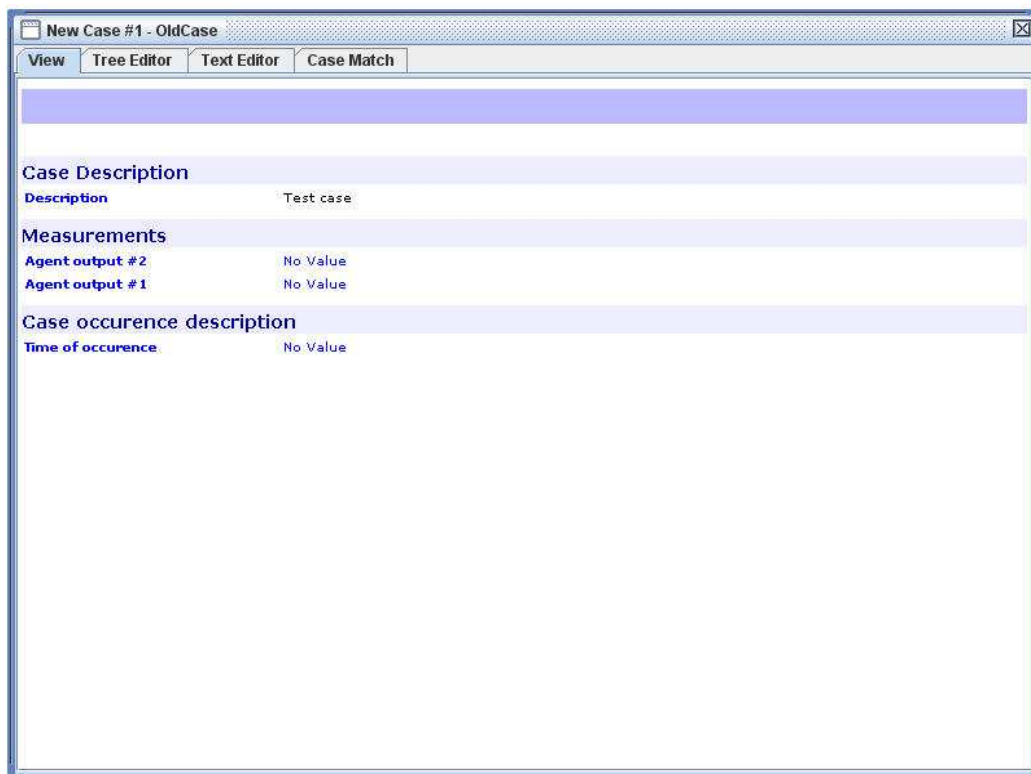 New Case #1 - OldCase
View Tree Editor Text Editor Case Match
Case Description
Description Test case
Measurements
Agent output #2 No Value
Agent output #1 No Value
Case occurence description
Time of occurence No Value